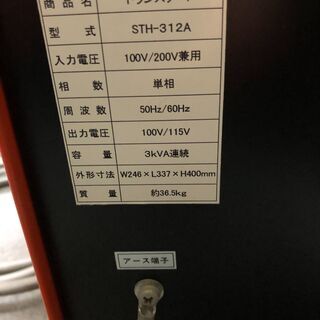 商品名
型式 STH-312A
入力電圧 100V/200V兼用
相数 単相
周波数 50Hz/60Hz
出力電圧 100V/115V
容量 3kVA連続
外形寸法 W246×L337×H400mm
質量 約36.5kg
アース端子